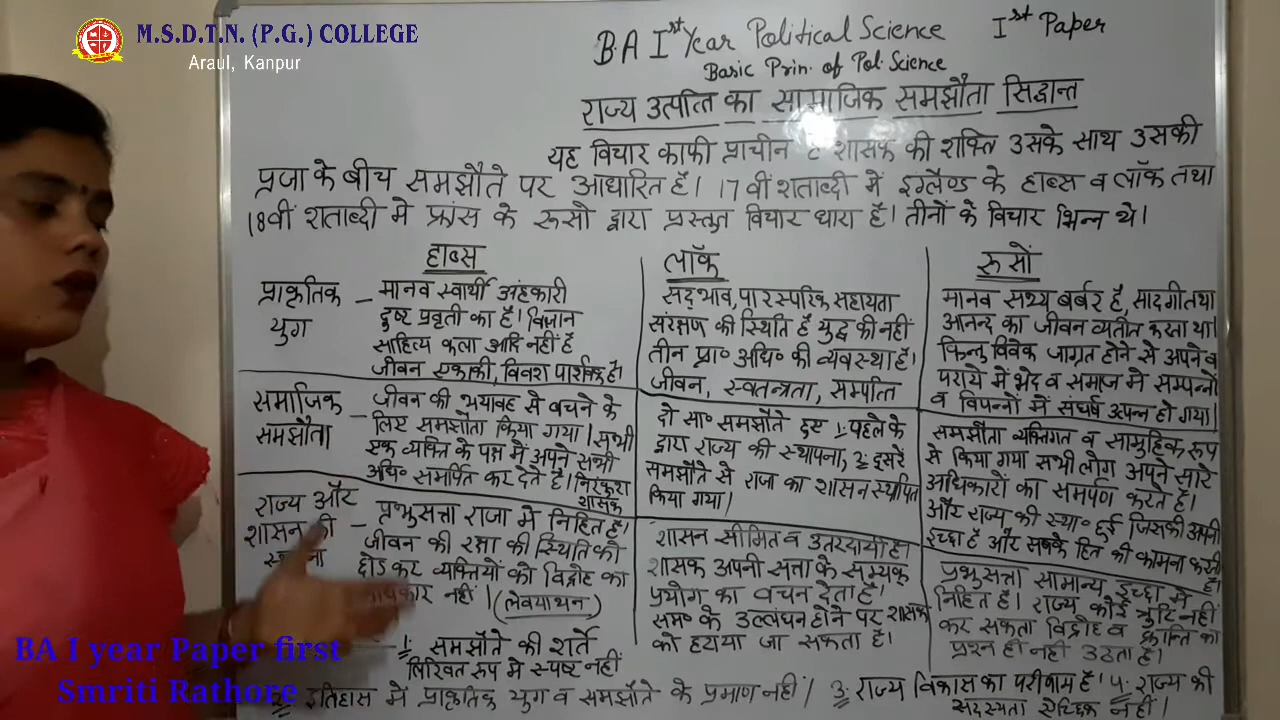 M.S.D.T.N. (P.G.) COLLEGE
Araul, Kanpur
B.A Ist Year Political Science Ist Paper
Basic Prin. of Pol. Science
राज्य उत्पत्ति का सामाजिक समझौता सिद्धान्त
यह विचार काफी प्राचीन है शासक की शक्ति उसके साथ उसकी
प्रजा के बीच समझौते पर आधारित है। 17 वीं शताब्दी में इग्लैण्ड के हाब्स व लॉक तथा
18वीं शताब्दी मे फ्रांस के रूसो द्वारा प्रस्तुत विचार धारा है। तीनों के विचार भिन्न थे।
हाब्स
प्राकृतिक युग
– मानव स्वार्थी अंहकारी
दुष्ट प्रवृती का है। विज्ञान
साहित्य कला आदि नहीं है
जीवन एकाकी, विवश पाशविक है।
समाजिक समझौता
– जीवन की भयावह से बचने के
लिए समझौता किया गया। सभी
एक व्यक्ति के पक्ष में अपने सभी
अधि० समर्पित कर देते है। निरंकुश
शासक
राज्य और
शासन की
– प्रभुसत्ता राजा मे निहित है।
जीवन की रक्षा की स्थिति को
छोड कर व्यक्तियों को विद्रोह का
नहीं। (लेवयाथन)
लॉक
सद्भाव, पारस्परिक सहायता
संरक्षण की स्थिति है युद्ध की नहीं
तीन प्रा० अधि० की व्यवस्था है।
जीवन, स्वतन्त्रता, सम्पत्ति
दो सा० समझौते हुए 1. पहले के
द्वारा राज्य की स्थापना, 2. दूसरें
समझौते से राजा का शासन स्थापित
किया गया।
शासन सीमित व उतरदायी है।
शासक अपनी सत्ता के सम्यक
प्रयोग का वचन देता है।
सम० के उल्लंघन होने पर शासक
को हटाया जा सकता है।
रूसों
मानव सभ्य बर्बर है, सादगी तथा
आनन्द का जीवन व्यतीत करता था।
किन्तु विवेक जाग्रत होने से अपने व
पराये में भेद व समाज मे सम्पन्नों
व विपन्नों में संघर्ष उत्पन्न हो गया।
समझौता व्यक्तिगत व सामुहिक रूप
से किया गया सभी लोग अपने सारे
अधिकारों का समर्पण करते है।
और राज्य की स्था० हुई जिसकी अपनी
इच्छा है और सबके हित की कामना करती
है।
प्रभुसत्ता सामान्य इच्छा मे
निहित है। राज्य कोई त्रुटि नहीं
कर सकता विद्रोह व क्रान्ति का
प्रश्न ही नहीं उठता है।
– 1. समझौते की शर्ते
लिखित रूप मे स्पष्ट नहीं
2. इतिहास में प्राकृतिक युग व समझौते के प्रमाण नहीं। 3. राज्य विकास का परिणाम है। 4. राज्य की
सदस्यता ऐच्छिक नहीं।
BA I year Paper first
Smriti Rathore